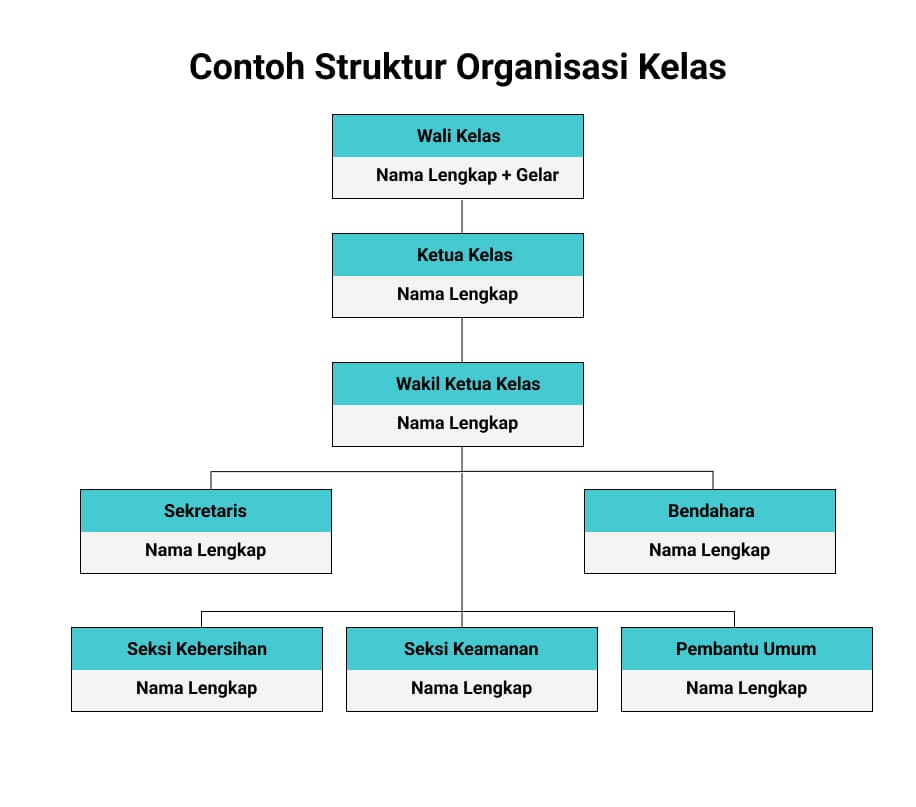 Contoh Struktur Organisasi Kelas
Wali Kelas
Nama Lengkap + Gelar
Ketua Kelas
Nama Lengkap
Wakil Ketua Kelas
Nama Lengkap
Sekretaris
Nama Lengkap
Bendahara
Nama Lengkap
Seksi Kebersihan
Nama Lengkap
Seksi Keamanan
Nama Lengkap
Pembantu Umum
Nama Lengkap